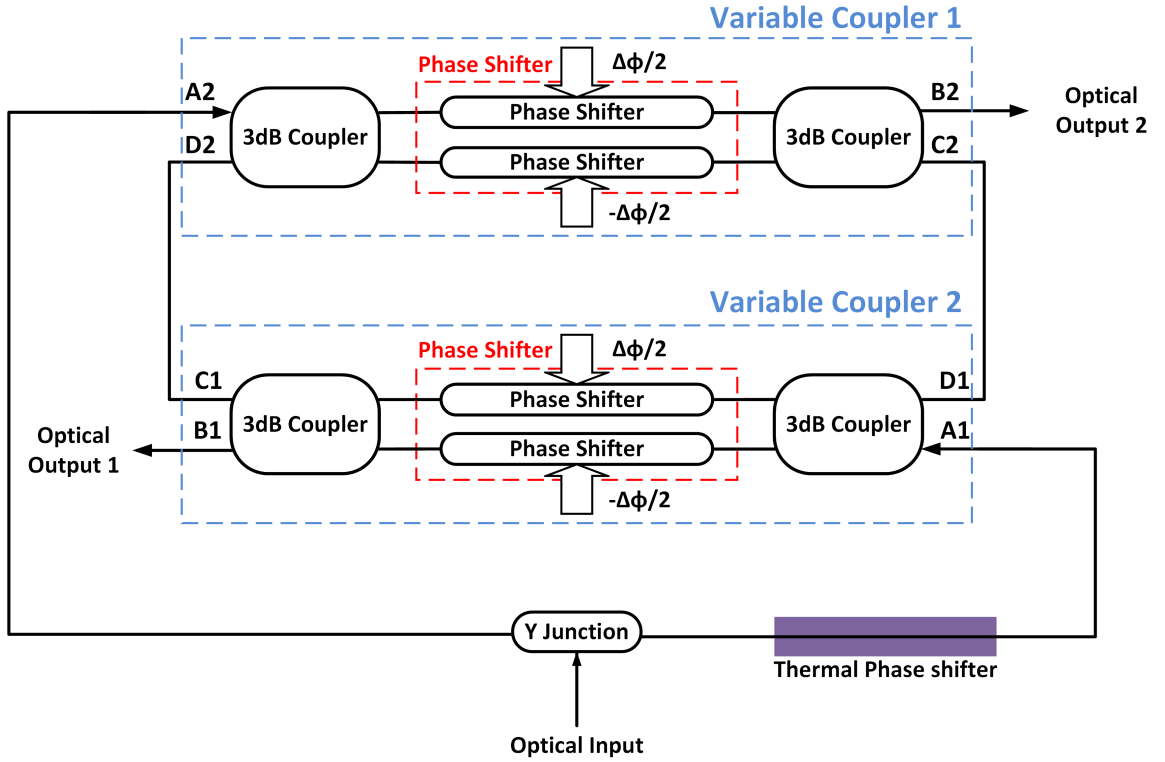 Variable Coupler 1
Phase Shifter
Δϕ/2
A2
B2
Phase Shifter
3dB Coupler
3dB Coupler
Optical
Output 2
D2
C2
Phase Shifter
-Δϕ/2
Variable Coupler 2
Phase Shifter
Δϕ/2
C1
D1
Phase Shifter
3dB Coupler
3dB Coupler
Optical
Output 1
B1
A1
Phase Shifter
-Δϕ/2
Y Junction
Thermal Phase shifter
Optical Input